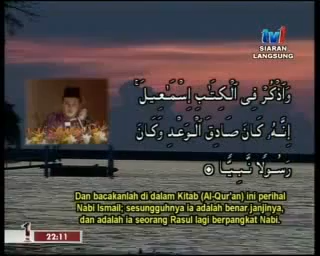 tv1
SIARAN
LANGSUNG
وَٱذْكُرْ فِى ٱلْكِتَٰبِ إِسْمَٰعِيلَ ۚ
إِنَّهُۥ كَانَ صَادِقَ ٱلْوَعْدِ وَكَانَ
رَسُولًا نَّبِيًّا
Dan bacakanlah di dalam Kitab (Al-Qur'an) ini perihal
Nabi Ismail; sesungguhnya ia adalah benar janjinya,
dan adalah ia seorang Rasul lagi berpangkat Nabi.
1
22:11